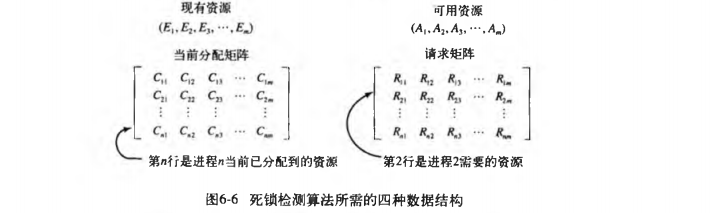 现有资源
(E₁, E₂, E₃, ⋯, Eₘ)
当前分配矩阵
C₁₁ C₁₂ C₁₃ ⋯ C₁ₘ
C₂₁ C₂₂ C₂₃ ⋯ C₂ₘ
⋮ ⋮ ⋮ ⋮
Cₙ₁ Cₙ₂ Cₙ₃ ⋯ Cₙₘ
第n行是进程n当前已分配到的资源
可用资源
(A₁, A₂, A₃, ⋯, Aₘ)
请求矩阵
R₁₁ R₁₂ R₁₃ ⋯ R₁ₘ
R₂₁ R₂₂ R₂₃ ⋯ R₂ₘ
⋮ ⋮ ⋮ ⋮
Rₙ₁ Rₙ₂ Rₙ₃ ⋯ Rₙₘ
第2行是进程2需要的资源
图6-6 死锁检测算法所需的四种数据结构